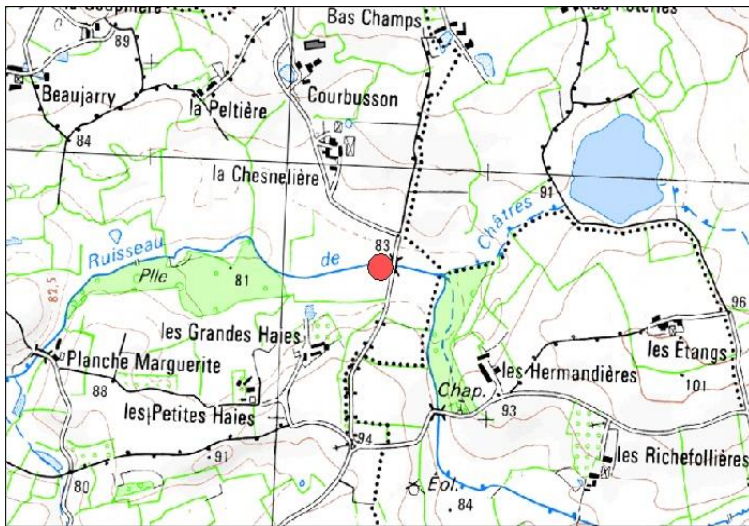 Bas Champs
89
Beaujarry
la Peltière
Courbusson
84
la Chesnelière
91
Ruisseau
de
Châtres
83
Plle
81
82,5
96
les Grandes Haies
Planche Marguerite
les Etangs
les Hermandières
88
101
Chap.
les Petites Haies
93
94
91
les Richefollières
80
Éol.
84